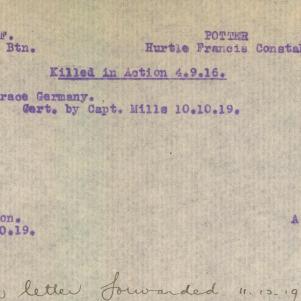 F. POTTER
Btn. Hurtle Francis Consta
Killed in Action 4.9.16.
race Germany.
Cert. by Capt. Mills 10.10.19.
on. A
0.19.
letter forwarded 11.12.19